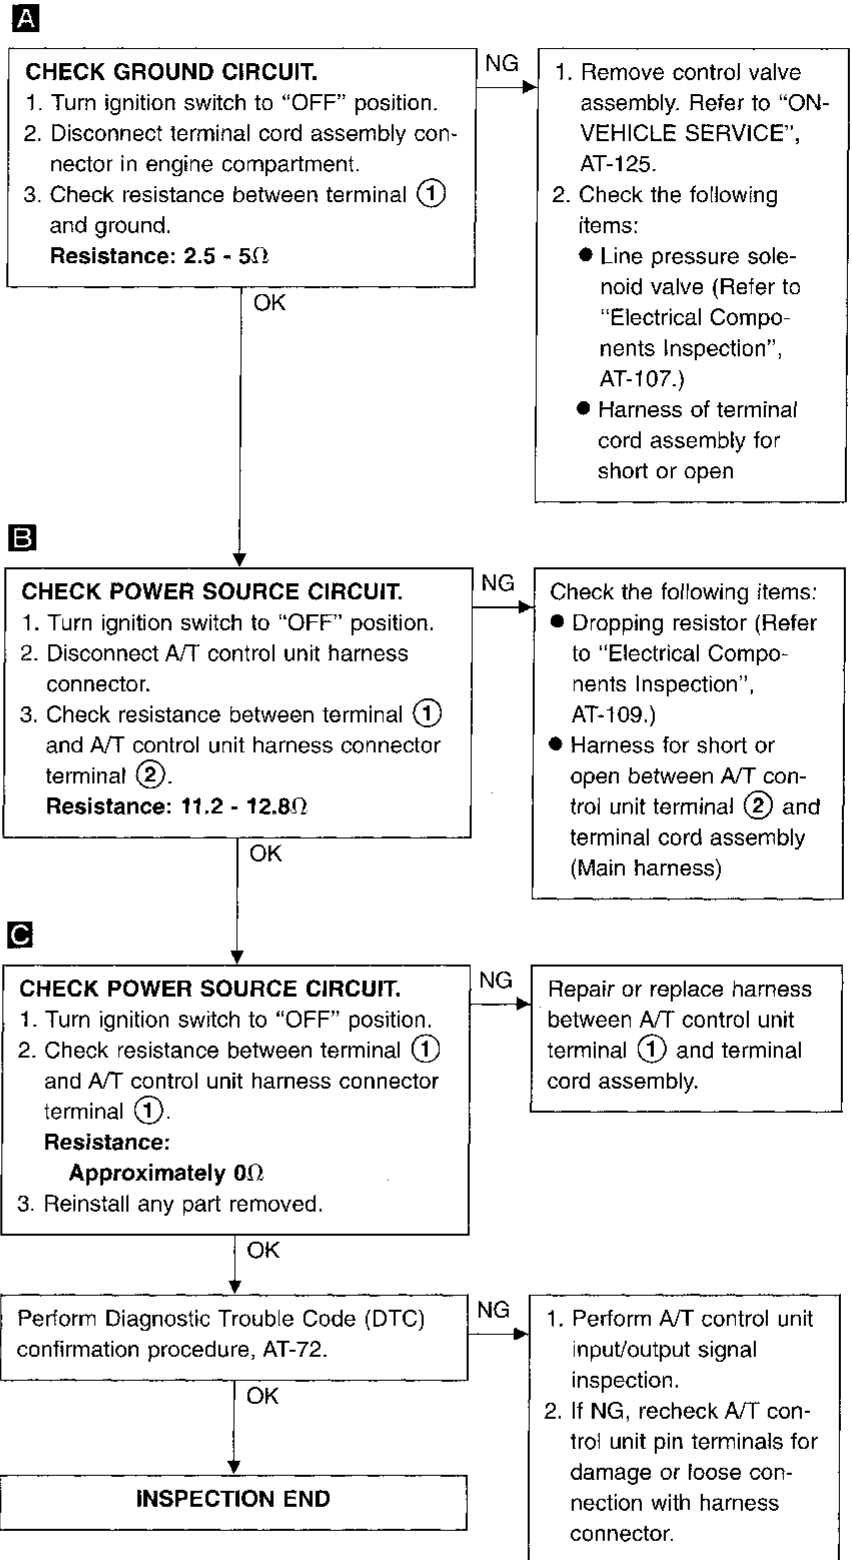 A
CHECK GROUND CIRCUIT.
1. Turn ignition switch to “OFF” position.
2. Disconnect terminal cord assembly con-
nector in engine compartment.
3. Check resistance between terminal ①
and ground.
Resistance: 2.5 - 5Ω
NG
1. Remove control valve
assembly. Refer to “ON-
VEHICLE SERVICE”,
AT-125.
2. Check the following
items:
● Line pressure sole-
noid valve (Refer to
“Electrical Compo-
nents Inspection”,
AT-107.)
● Harness of terminal
cord assembly for
short or open
OK
B
CHECK POWER SOURCE CIRCUIT.
1. Turn ignition switch to “OFF” position.
2. Disconnect A/T control unit harness
connector.
3. Check resistance between terminal ①
and A/T control unit harness connector
terminal ②.
Resistance: 11.2 - 12.8Ω
NG
Check the following items:
● Dropping resistor (Refer
to “Electrical Compo-
nents Inspection”,
AT-109.)
● Harness for short or
open between A/T con-
trol unit terminal ② and
terminal cord assembly
(Main harness)
OK
C
CHECK POWER SOURCE CIRCUIT.
1. Turn ignition switch to “OFF” position.
2. Check resistance between terminal ①
and A/T control unit harness connector
terminal ①.
Resistance:
Approximately 0Ω
3. Reinstall any part removed.
NG
Repair or replace harness
between A/T control unit
terminal ① and terminal
cord assembly.
OK
Perform Diagnostic Trouble Code (DTC)
confirmation procedure, AT-72.
NG
1. Perform A/T control unit
input/output signal
inspection.
2. If NG, recheck A/T con-
trol unit pin terminals for
damage or loose con-
nection with harness
connector.
OK
INSPECTION END